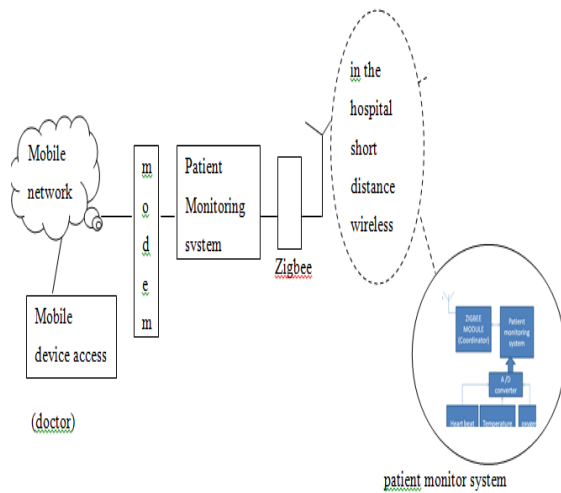 Mobile
network
m
o
d
e
m
Patient
Monitoring
system
Zigbee
in the
hospital
short
distance
wireless
Mobile
device access
(doctor)
ZIGBEE
MODULE
(Coordinator)
Patient
monitoring
system
A/D
converter
Heart beat
Temperature
oxygen
patient monitor system